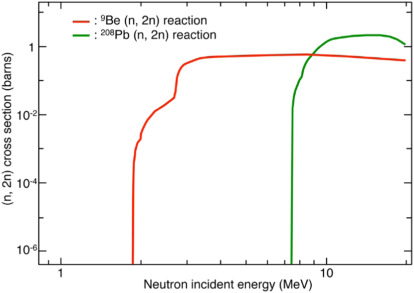 : ⁹Be (n, 2n) reaction
: ²⁰⁸Pb (n, 2n) reaction
(n, 2n) cross section (barns)
1
10⁻²
10⁻⁴
10⁻⁶
1
10
Neutron incident energy (MeV)